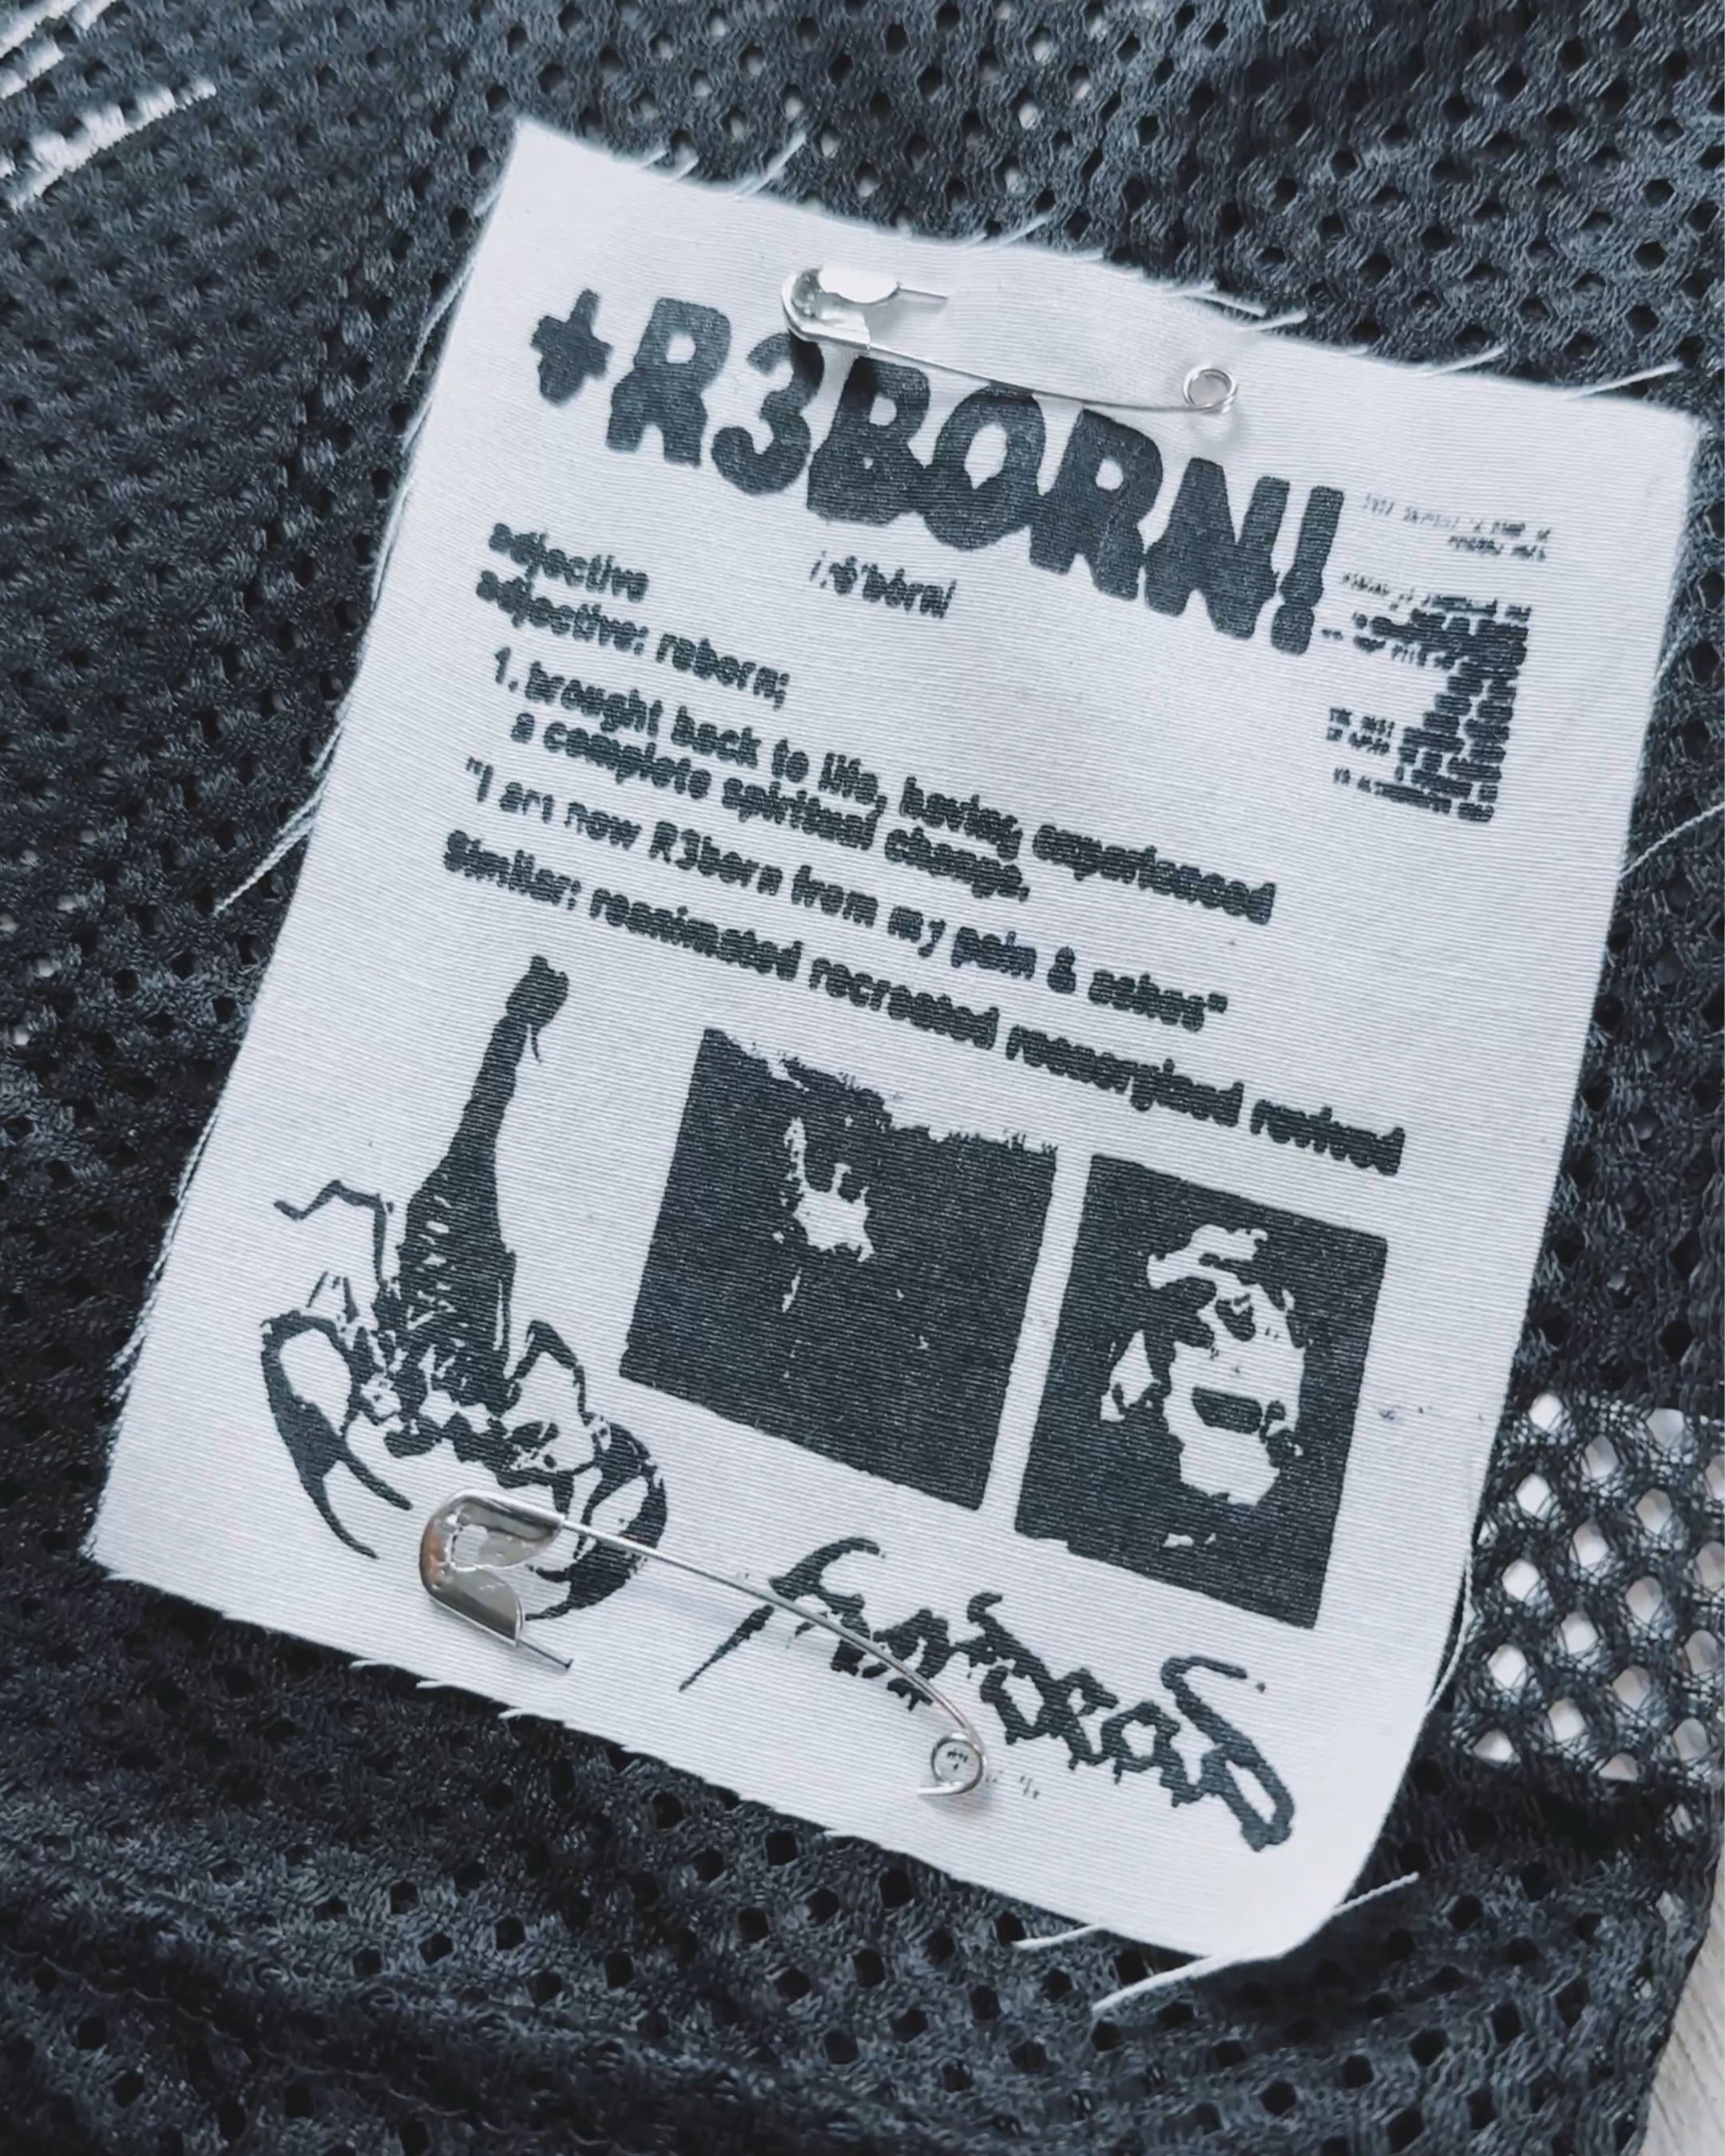 +R3BORN!
adjective
/ˌrēˈbôrn/
adjective: reborn;
1. brought back to life, having experienced
a complete spiritual change.
"I am now R3born from my pain & ashes"
Similar: reanimated recreated reenergized revived